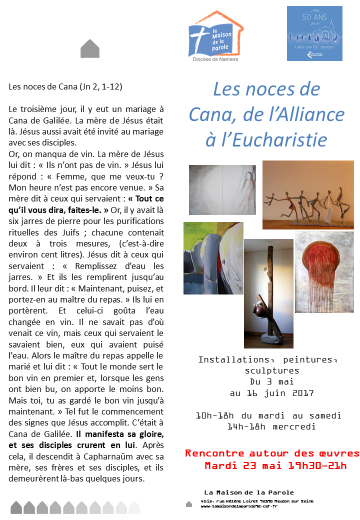 Les noces de Cana (Jn 2, 1-12)
Le troisième jour, il y eut un mariage à
Cana de Galilée. La mère de Jésus était
là. Jésus aussi avait été invité au mariage
avec ses disciples.
Or, on manqua de vin. La mère de Jésus
lui dit : « Ils n'ont pas de vin. » Jésus lui
répond : « Femme, que me veux-tu ?
Mon heure n'est pas encore venue. » Sa
mère dit à ceux qui servaient : « Tout ce
qu'il vous dira, faites-le. » Or, il y avait là
six jarres de pierre pour les purifications
rituelles des Juifs ; chacune contenait
deux à trois mesures, (c'est-à-dire
environ cent litres). Jésus dit à ceux qui
servaient : « Remplissez d'eau les
jarres. » Et ils les remplirent jusqu'au
bord. Il leur dit : « Maintenant, puisez, et
portez-en au maître du repas. » Ils lui en
portèrent. Et celui-ci goûta l'eau
changée en vin. Il ne savait pas d'où
venait ce vin, mais ceux qui servaient le
savaient bien, eux qui avaient puisé
l'eau. Alors le maître du repas appelle le
marié et lui dit : « Tout le monde sert le
bon vin en premier et, lorsque les gens
ont bien bu, on apporte le moins bon.
Mais toi, tu as gardé le bon vin jusqu'à
maintenant. » Tel fut le commencement
des signes que Jésus accomplit. C'était à
Cana de Galilée. Il manifesta sa gloire,
et ses disciples crurent en lui. Après
cela, il descendit à Capharnaüm avec sa
mère, ses frères et ses disciples, et ils
demeurèrent là-bas quelques jours.
la Maison
de la
Parole
Diocèse de Nanterre
50 ANS
Les noces de
Cana, de l'Alliance
à l'Eucharistie
Installations, peintures,
sculptures
Du 3 mai
au 16 juin 2017
10h-18h du mardi au samedi
14h-18h mercredi
Rencontre autour des œuvres
Mardi 23 mai 19h30-21h
La Maison de la Parole
4bis, rue Hélène Loiret 92190 Meudon sur Seine